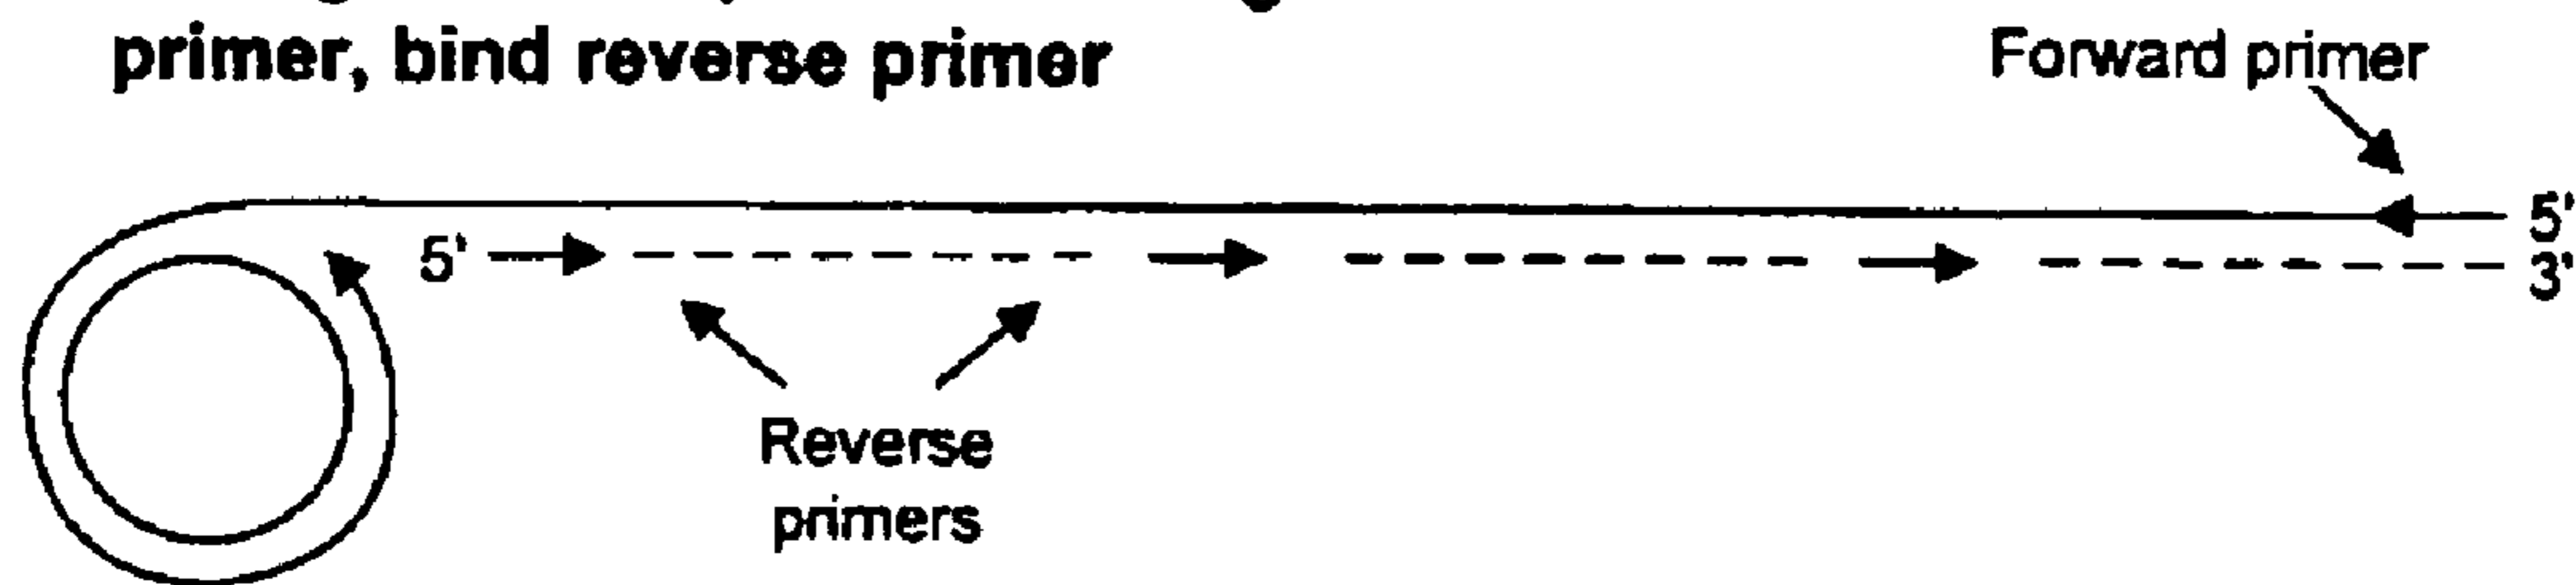 primer, bind reverse primer
Forward primer
5'
5'
3'
Reverse
primers